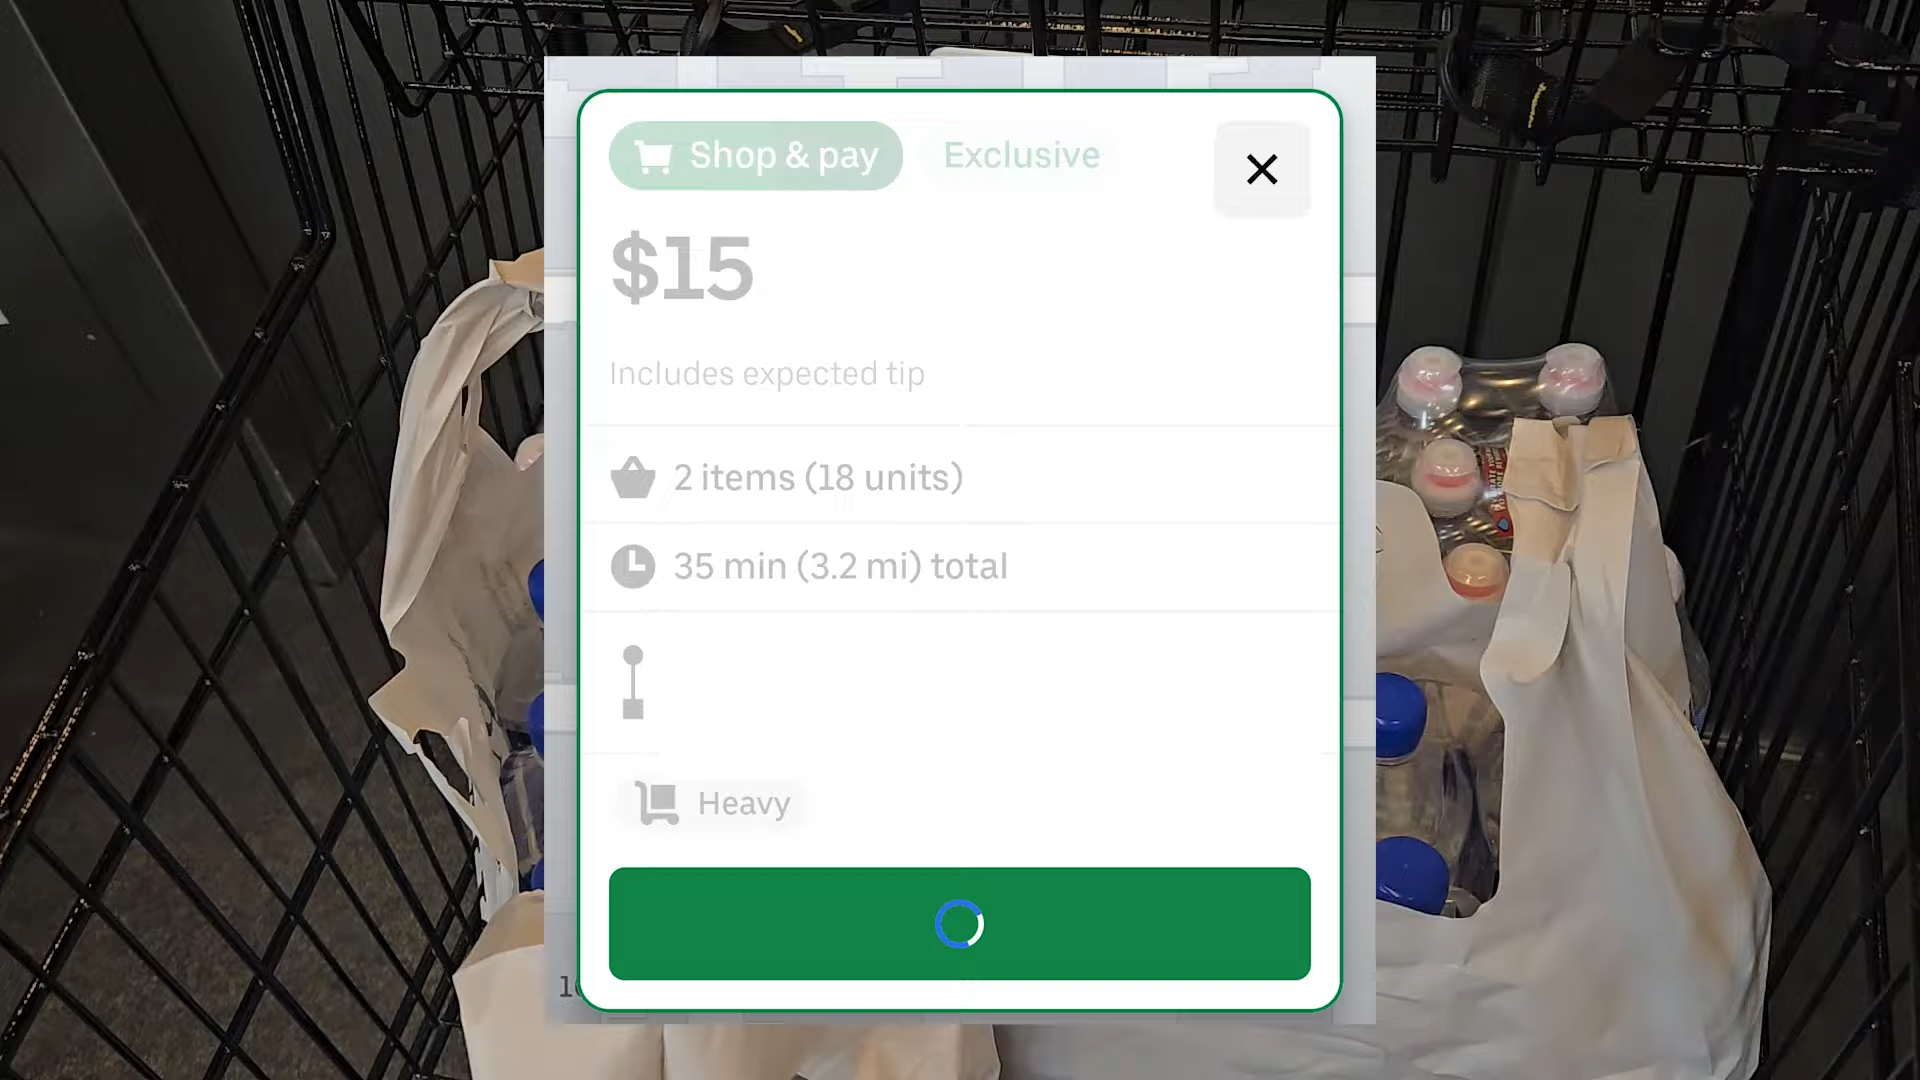 Shop & pay
Exclusive
$15
Includes expected tip
2 items (18 units)
35 min (3.2 mi) total
Heavy